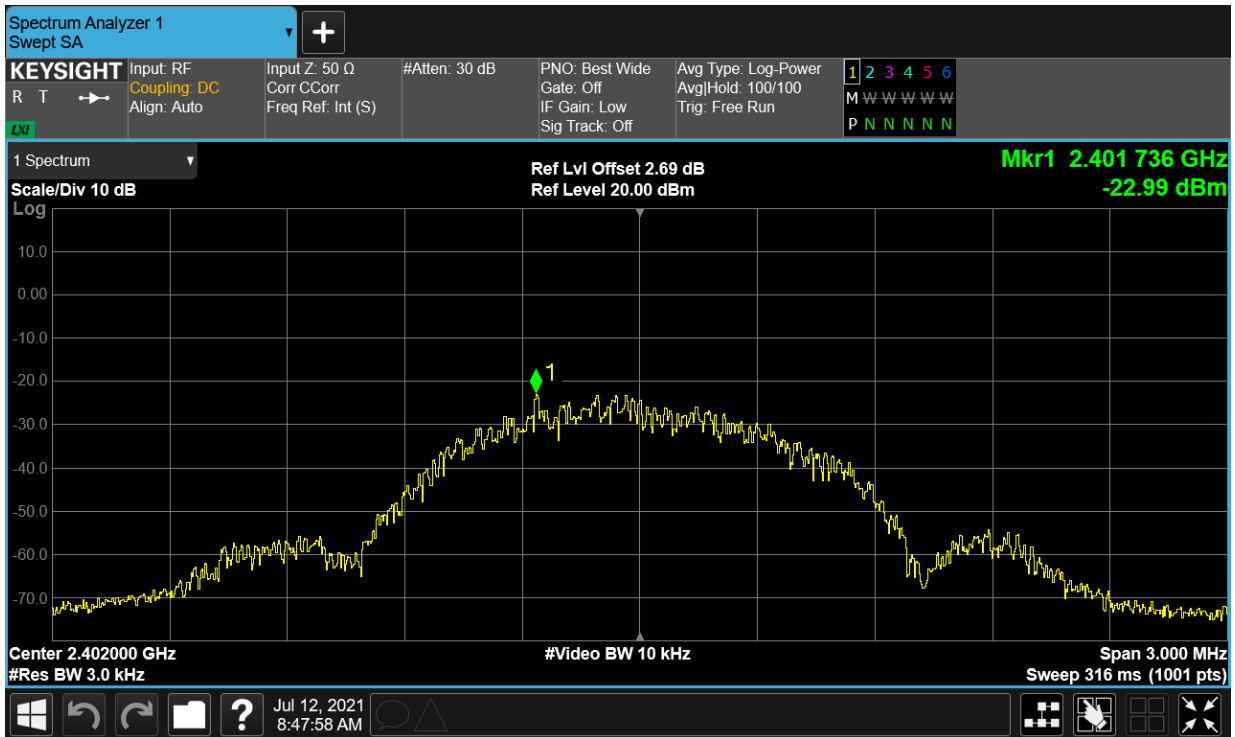 Spectrum Analyzer 1
Swept SA
KEYSIGHT
R T
LXI
Input: RF
Coupling: DC
Align: Auto
Input Z: 50 Ω
Corr CCorr
Freq Ref: Int (S)
#Atten: 30 dB
PNO: Best Wide
Gate: Off
IF Gain: Low
Sig Track: Off
Avg Type: Log-Power
Avg|Hold: 100/100
Trig: Free Run
1 2 3 4 5 6
M W W W W W
P N N N N N N
1 Spectrum
Scale/Div 10 dB
Log
Ref Lvl Offset 2.69 dB
Ref Level 20.00 dBm
Mkr1 2.401 736 GHz
-22.99 dBm
10.0
0.00
-10.0
-20.0
-30.0
-40.0
-50.0
-60.0
-70.0
1
Center 2.402000 GHz
#Res BW 3.0 kHz
#Video BW 10 kHz
Span 3.000 MHz
Sweep 316 ms (1001 pts)
?
Jul 12, 2021
8:47:58 AM